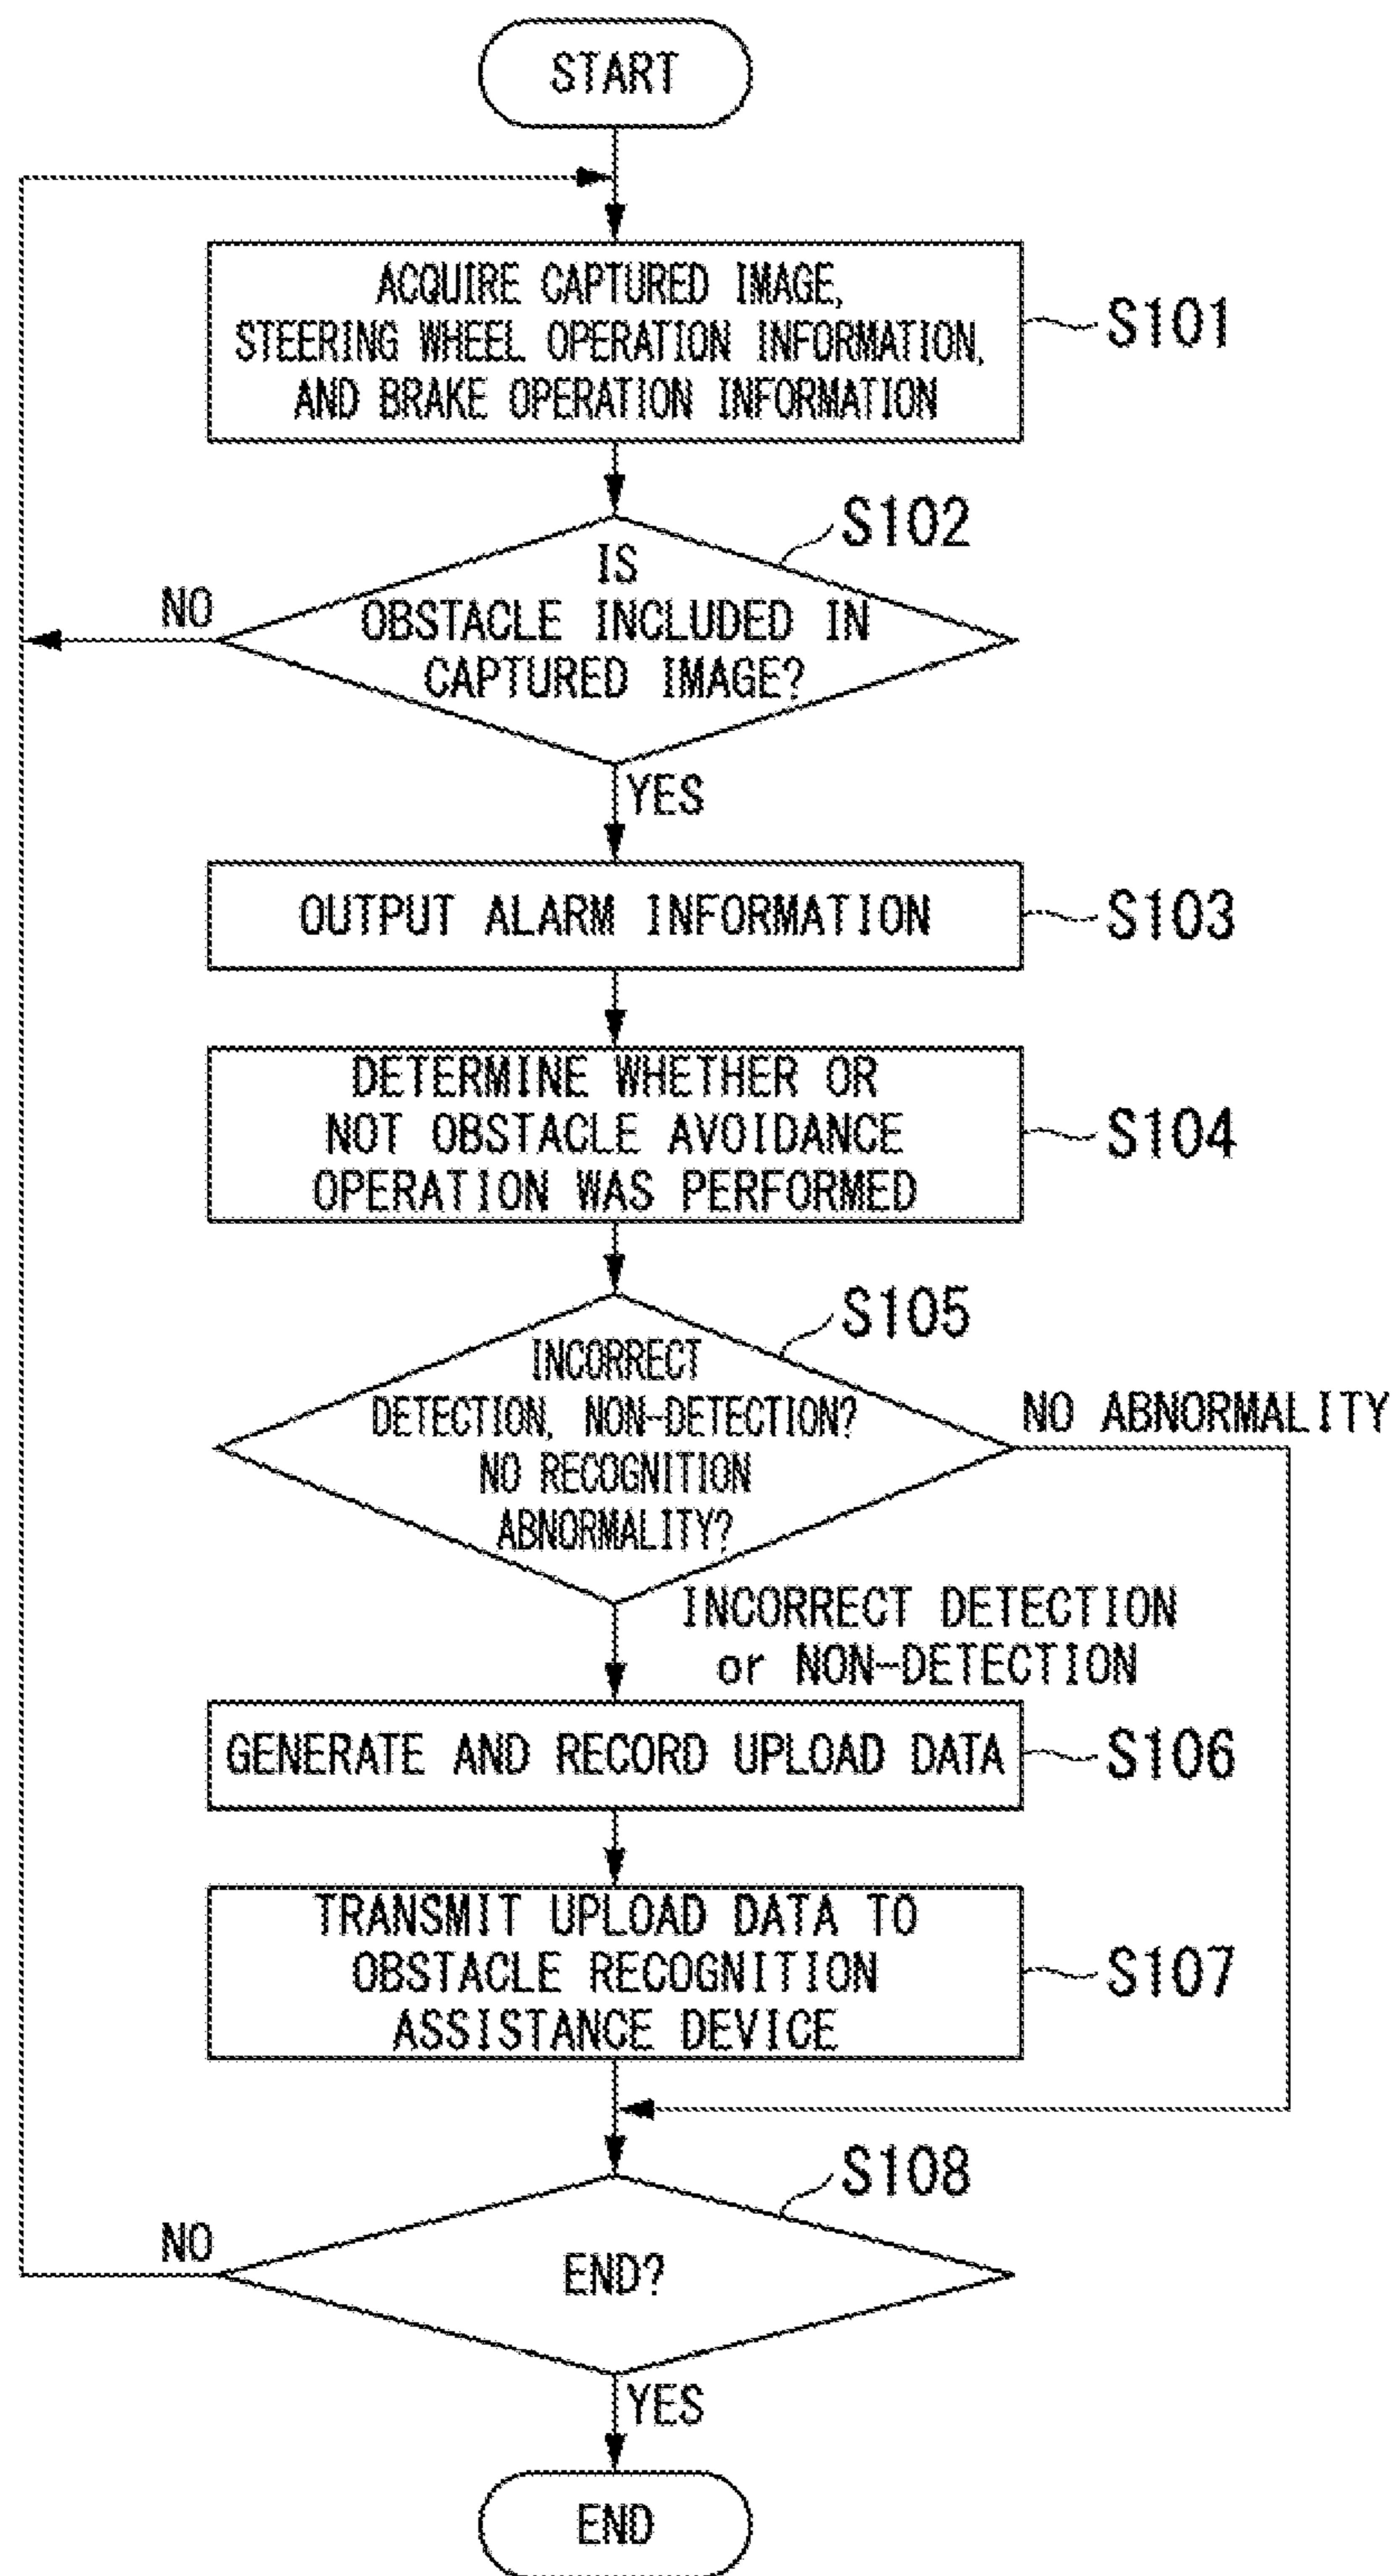 START
ACQUIRE CAPTURED IMAGE,
STEERING WHEEL OPERATION INFORMATION,
AND BRAKE OPERATION INFORMATION
S101
S102
IS
OBSTACLE INCLUDED IN
CAPTURED IMAGE?
NO
YES
OUTPUT ALARM INFORMATION
S103
DETERMINE WHETHER OR
NOT OBSTACLE AVOIDANCE
OPERATION WAS PERFORMED
S104
S105
INCORRECT
DETECTION, NON-DETECTION?
NO RECOGNITION
ABNORMALITY?
NO ABNORMALITY
INCORRECT DETECTION
or NON-DETECTION
GENERATE AND RECORD UPLOAD DATA
S106
TRANSMIT UPLOAD DATA TO
OBSTACLE RECOGNITION
ASSISTANCE DEVICE
S107
S108
NO
END?
YES
END